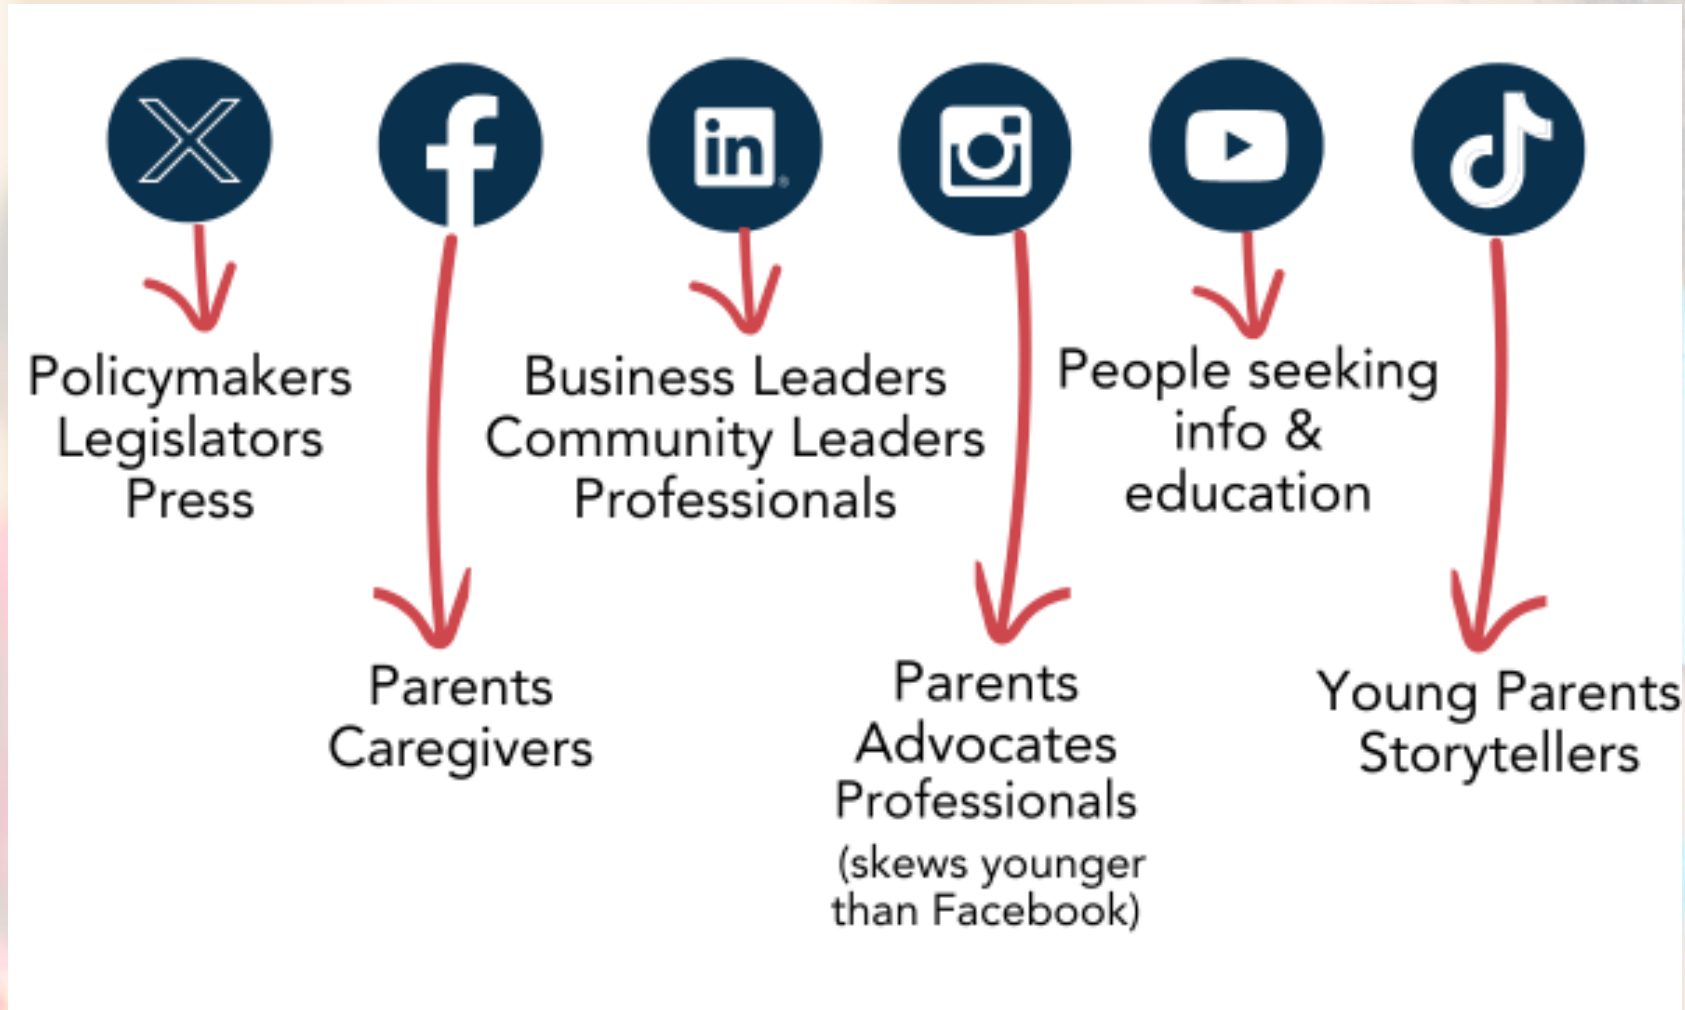 in
Policymakers
Legislators
Press
Parents
Caregivers
Business Leaders
Community Leaders
Professionals
Parents
Advocates
Professionals
(skews younger
than Facebook)
People seeking
info &
education
Young Parents
Storytellers